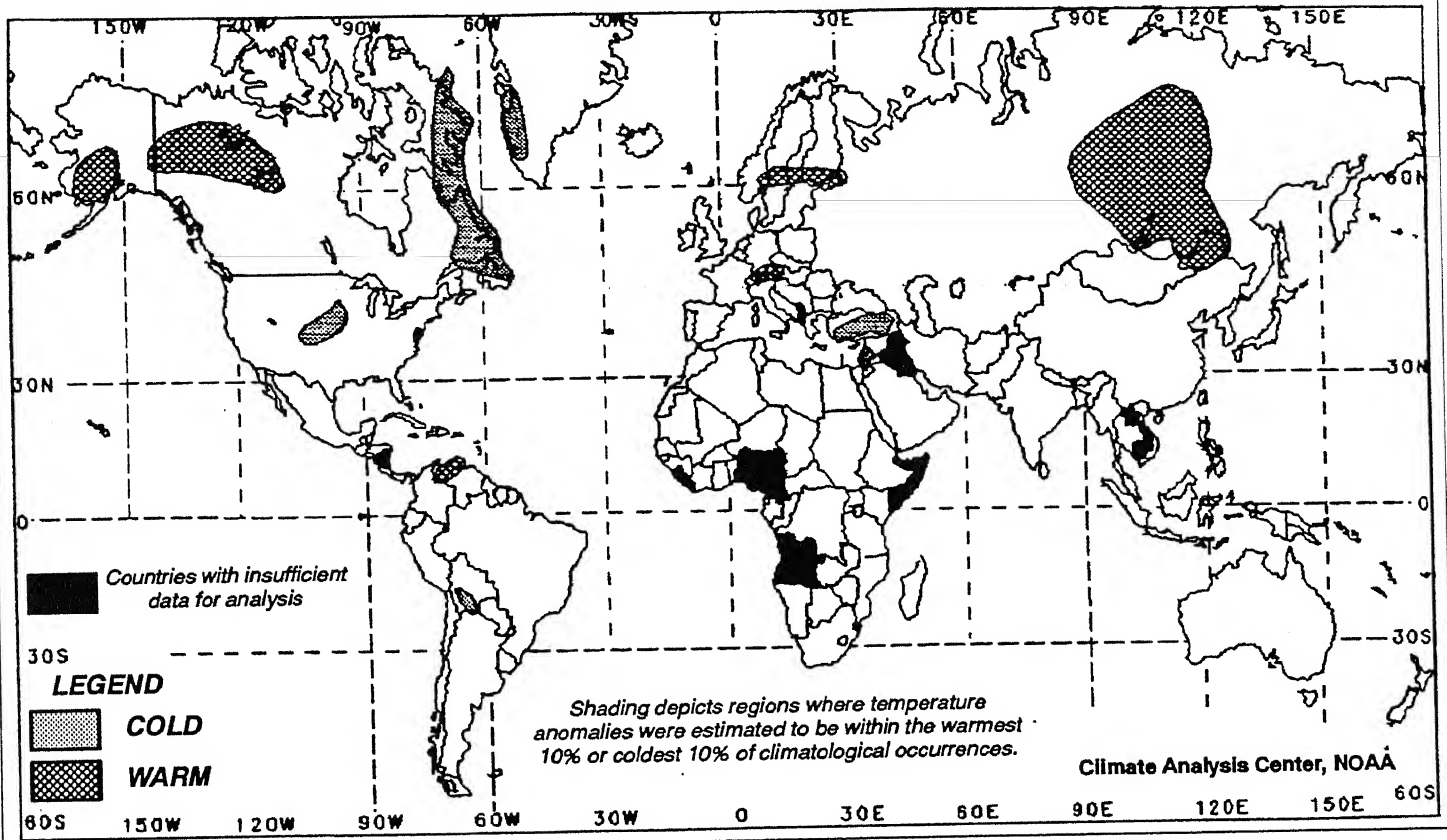 150W 120W 90W 60W 30W 0 30E 60E 90E 120E 150E
60N 60N
30N 30N
0 0
Countries with insufficient
data for analysis
30S 30S
LEGEND
COLD
WARM
Shading depicts regions where temperature
anomalies were estimated to be within the warmest
10% or coldest 10% of climatological occurrences.
Climate Analysis Center, NOAA
60S 150W 120W 90W 60W 30W 0 30E 60E 90E 120E 150E 60S